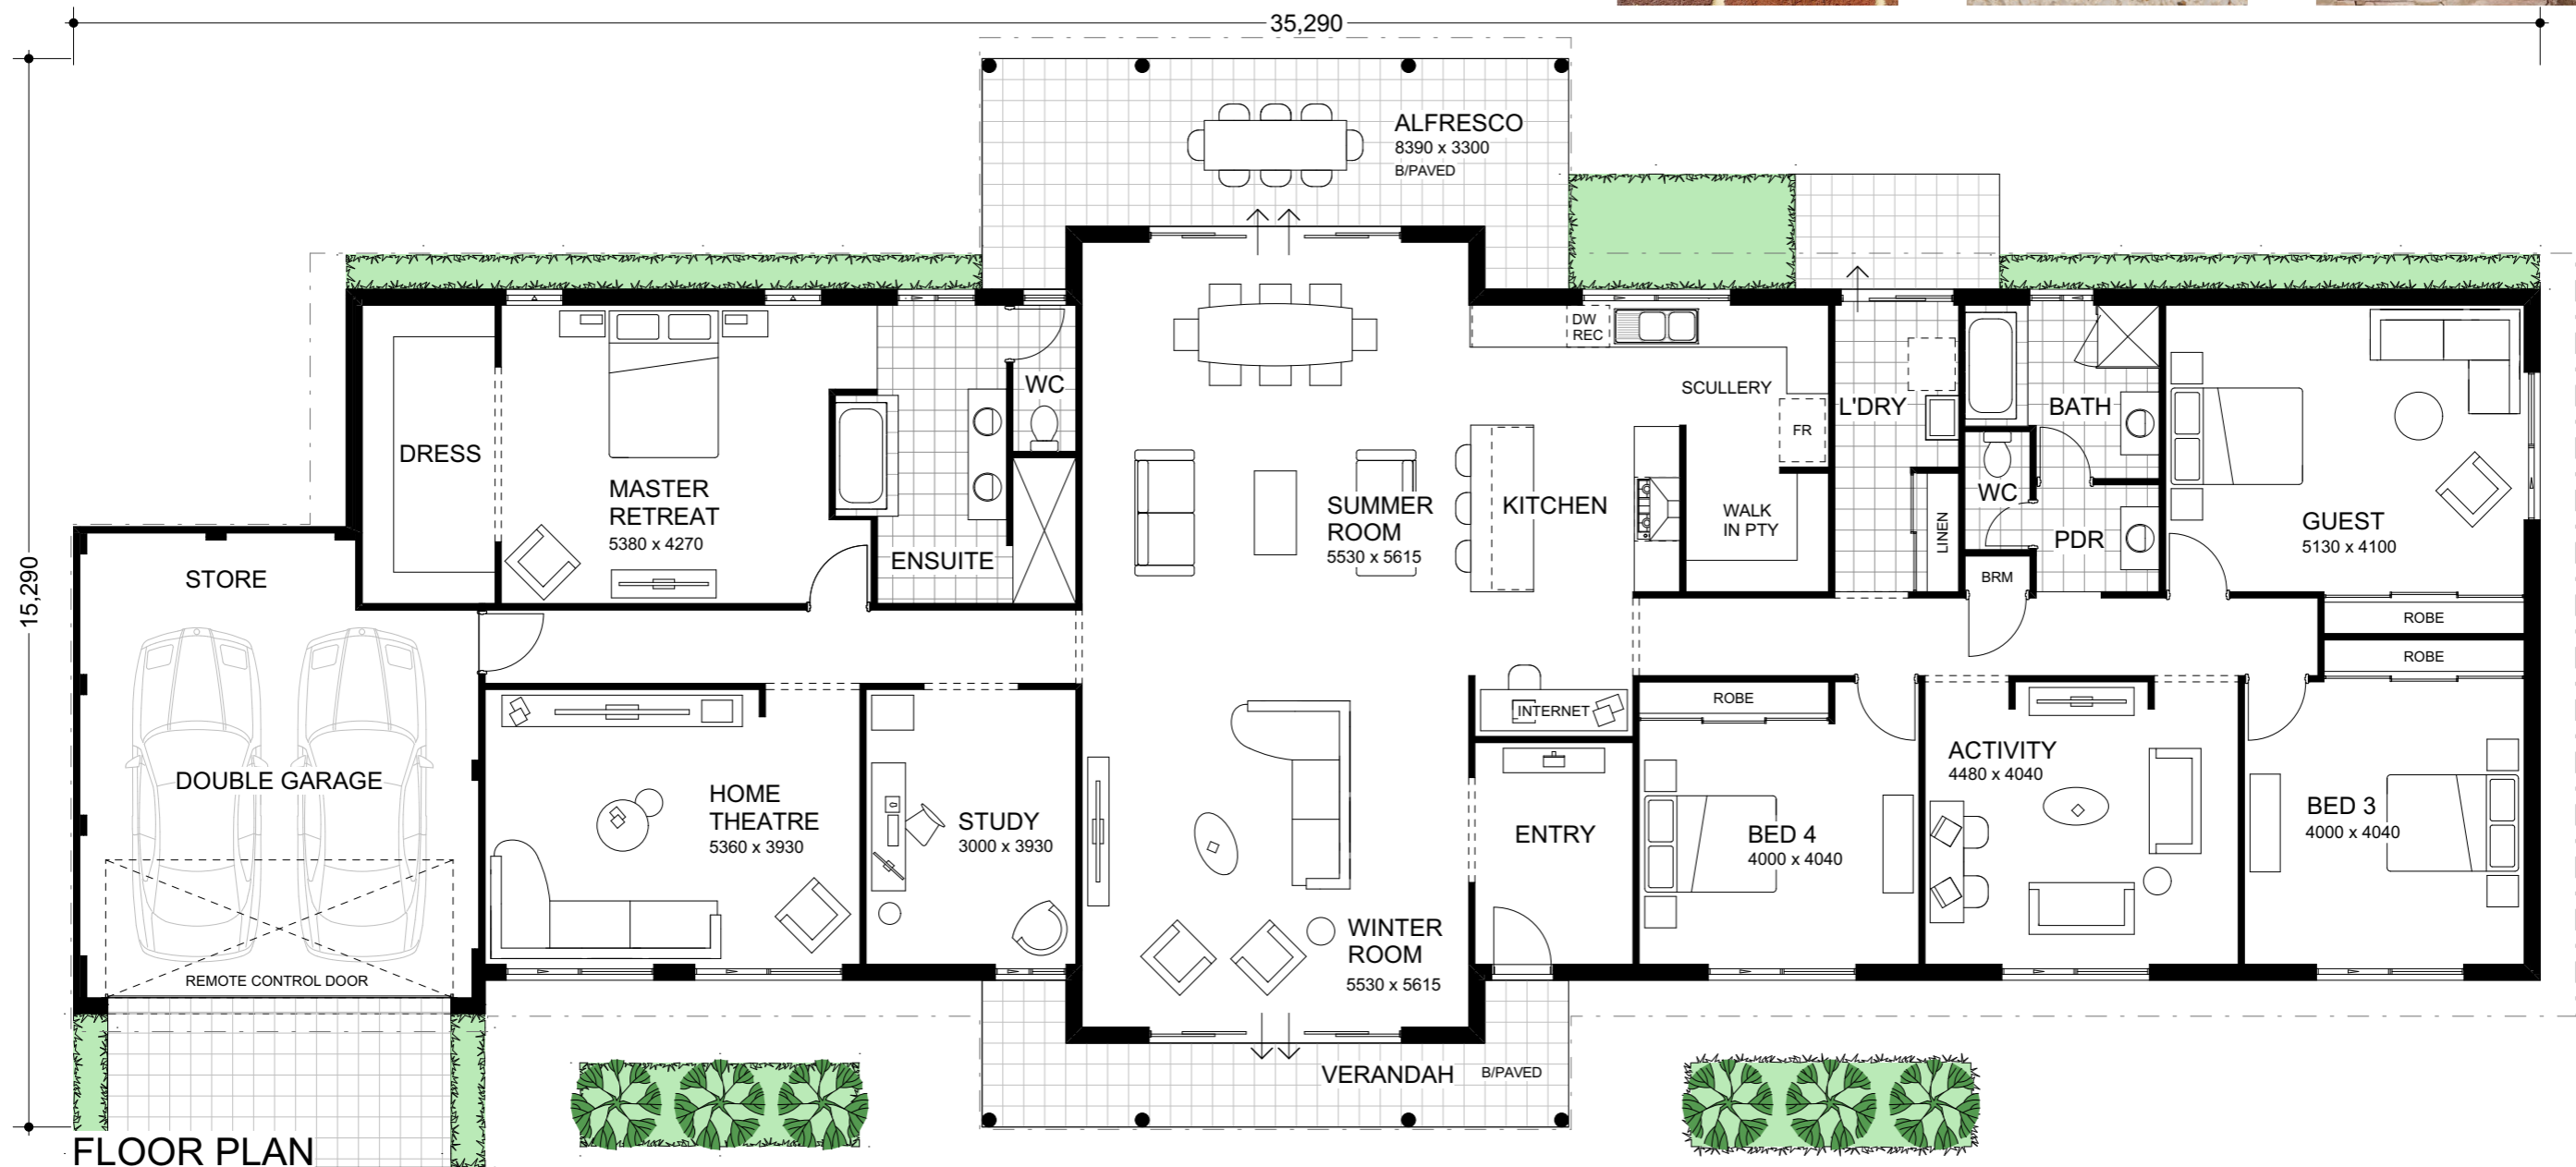 35,290
15,290
ALFRESCO
8390 x 3300
B/PAVED
DW
REC
SCULLERY
FR
L'DRY
BATH
WC
DRESS
MASTER
RETREAT
5380 x 4270
ENSUITE
SUMMER
ROOM
5530 x 5615
KITCHEN
WALK
IN PTY
LINEN
WC
PDR
BRM
GUEST
5130 x 4100
ROBE
ROBE
STORE
DOUBLE GARAGE
REMOTE CONTROL DOOR
HOME
THEATRE
5360 x 3930
STUDY
3000 x 3930
INTERNET
ENTRY
WINTER
ROOM
5530 x 5615
ROBE
BED 4
4000 x 4040
ACTIVITY
4480 x 4040
BED 3
4000 x 4040
VERANDAH
B/PAVED
FLOOR PLAN